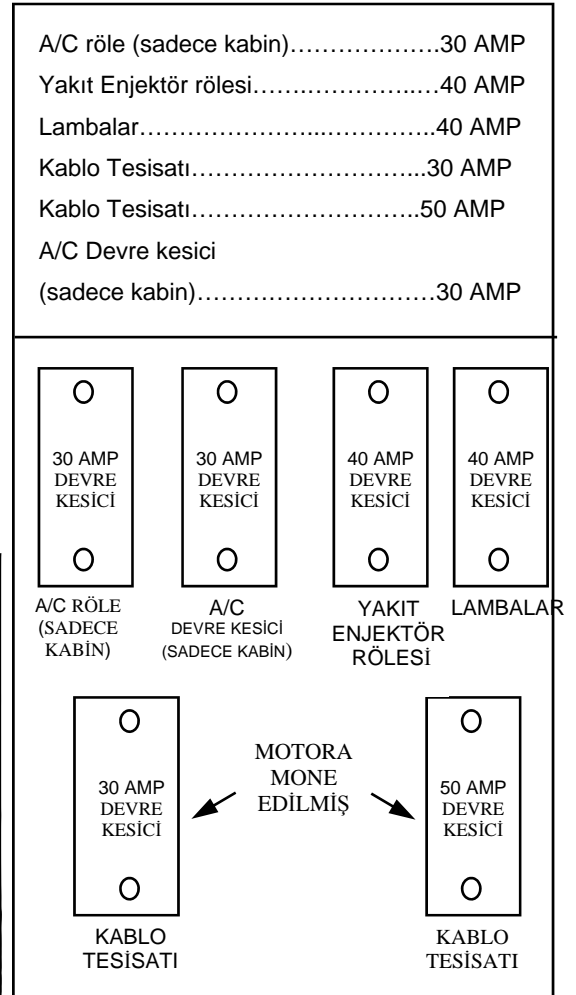 A/C röle (sadece kabin)……………….30 AMP
Yakıt Enjektör rölesi…….………….…40 AMP
Lambalar…………………...…………..40 AMP
Kablo Tesisatı…………………….…...30 AMP
Kablo Tesisatı……………………..50 AMP
A/C Devre kesici
(sadece kabin)…………………………30 AMP
30 AMP
DEVRE
KESİCİ
30 AMP
DEVRE
KESİCİ
40 AMP
DEVRE
KESİCİ
40 AMP
DEVRE
KESİCİ
A/C RÖLE
(SADECE
KABİN)
A/C
DEVRE KESİCİ
(SADECE KABİN)
YAKIT
ENJEKTÖR
RÖLESİ
LAMBALAR
30 AMP
DEVRE
KESİCİ
MOTORA
MONE
EDİLMİŞ
50 AMP
DEVRE
KESİCİ
KABLO
TESİSATI
KABLO
TESİSATI